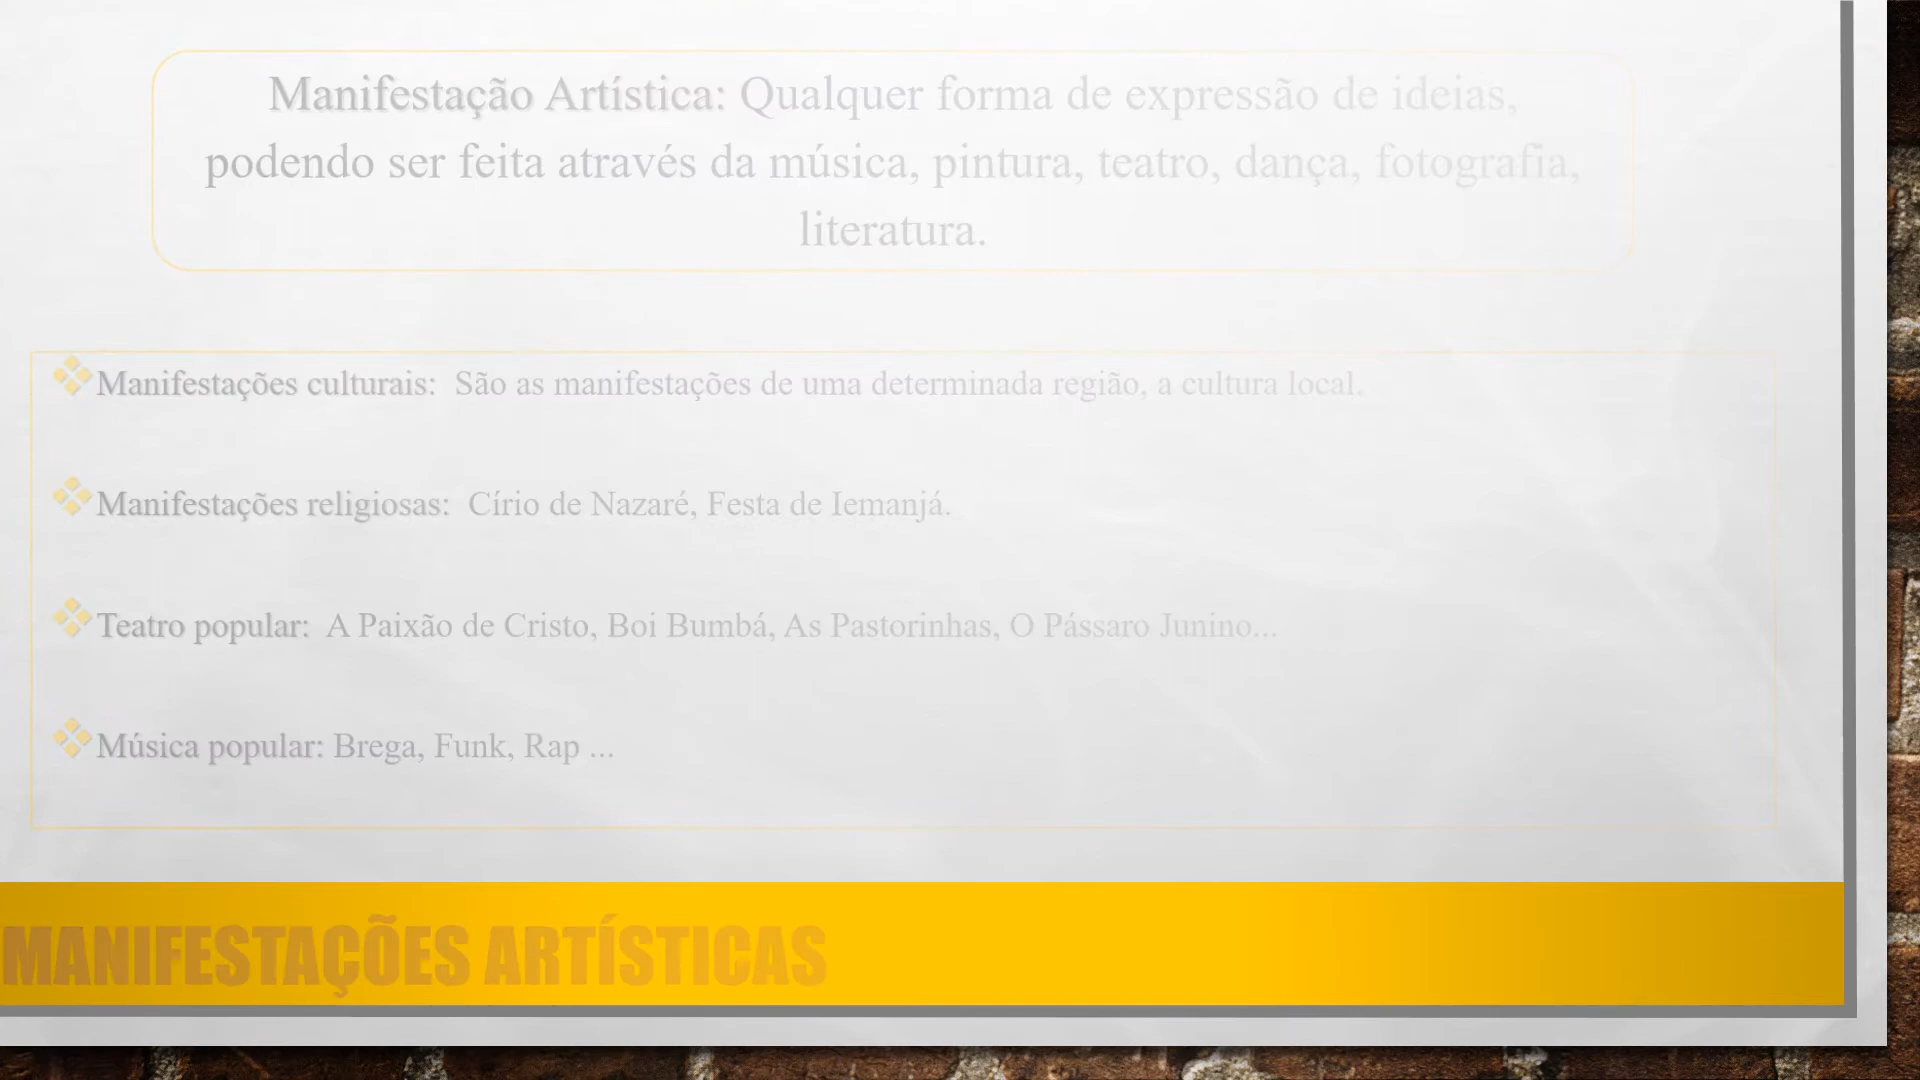 Manifestação Artística: Qualquer forma de expressão de ideias,
podendo ser feita através da música, pintura, teatro, dança, fotografia,
literatura.
Manifestações culturais: São as manifestações de uma determinada região, a cultura local.
Manifestações religiosas: Círio de Nazaré, Festa de Iemanjá.
Teatro popular: A Paixão de Cristo, Boi Bumbá, As Pastorinhas, O Pássaro Junino...
Música popular: Brega, Funk, Rap ...
MANIFESTAÇÕES ARTÍSTICAS